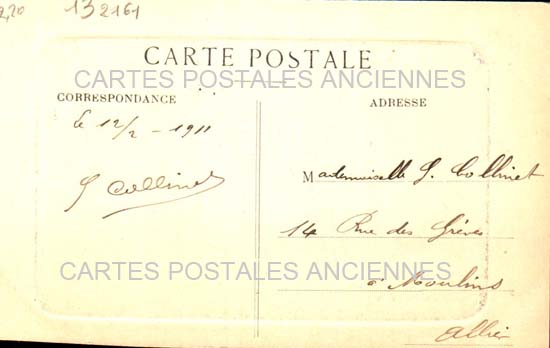 2,20
132161
CARTE POSTALE
CARTES POSTALES ANCIENNES
CORRESPONDANCE
ADRESSE
Le 12/2 - 1911
Mademoiselle G. Collinet
G Collinet
14 Rue des Grèves
CARTES POSTALES ANCIENNES
à Moulins
Allier